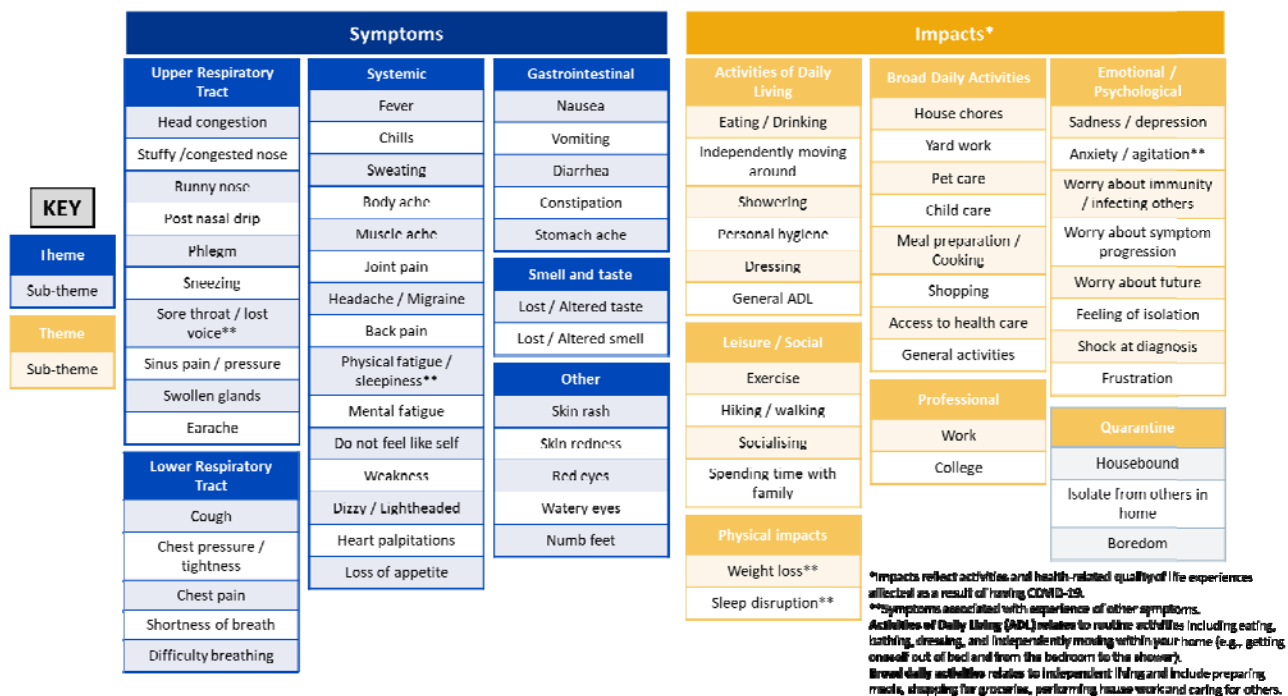 Symptoms
Upper Respiratory
Tract
Head congestion
Stuffy /congested nose
Runny nose
Post nasal drip
Phlegm
Sneezing
Sore throat / lost
voice**
Sinus pain / pressure
Swollen glands
Earache
Lower Respiratory
Tract
Cough
Chest pressure /
tightness
Chest pain
Shortness of breath
Difficulty breathing
Systemic
Fever
Chills
Sweating
Body ache
Muscle ache
Joint pain
Headache / Migraine
Back pain
Physical fatigue /
sleepiness**
Mental fatigue
Do not feel like self
Weakness
Dizzy / Lightheaded
Heart palpitations
Loss of appetite
Gastrointestinal
Nausea
Vomiting
Diarrhea
Constipation
Stomach ache
Smell and taste
Lost / Altered taste
Lost / Altered smell
Other
Skin rash
Skin redness
Red eyes
Watery eyes
Numb feet
KEY
Theme
Sub-theme
Theme
Sub-theme
Impacts*
Activities of Daily
Living
Eating / Drinking
Independently moving
around
Showering
Personal hygiene
Dressing
General ADL
Leisure / Social
Exercise
Hiking / walking
Socialising
Spending time with
family
Physical impacts
Weight loss**
Sleep disruption**
Broad Daily Activities
House chores
Yard work
Pet care
Child care
Meal preparation /
Cooking
Shopping
Access to health care
General activities
Professional
Work
College
Emotional /
Psychological
Sadness / depression
Anxiety / agitation**
Worry about immunity
/ infecting others
Worry about symptom
progression
Worry about future
Feeling of isolation
Shock at diagnosis
Frustration
Quarantine
Housebound
Isolate from others in
home
Boredom
*Impacts reflect activities and health-related quality of life experiences
affected as a result of having COVID-19.
**Symptoms associated with experience of other symptoms.
Activities of Daily Living (ADL) relates to routine activities including eating,
bathing, dressing, and independently moving within your home (e.g., getting
oneself out of bed and from the bedroom to the shower).
Broad daily activities relates to independent living and include preparing
meals, shopping for groceries, performing house work and caring for others.